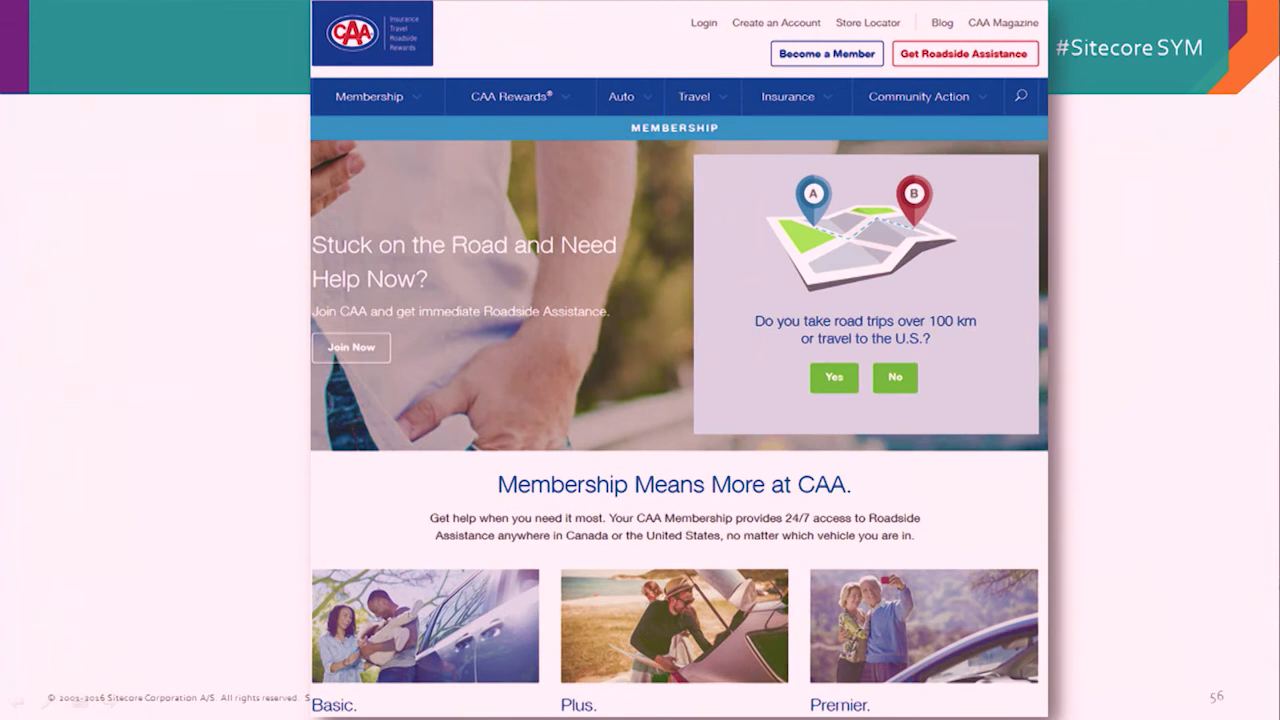 CAA
Insurance
Travel
Roadside
Rewards
Login
Create an Account
Store Locator
Blog
CAA Magazine
Become a Member
Get Roadside Assistance
#Sitecore SYM
Membership
CAA Rewards®
Auto
Travel
Insurance
Community Action
MEMBERSHIP
Stuck on the Road and Need
Help Now?
Join CAA and get immediate Roadside Assistance.
Join Now
A
B
Do you take road trips over 100 km
or travel to the U.S.?
Yes
No
Membership Means More at CAA.
Get help when you need it most. Your CAA Membership provides 24/7 access to Roadside
Assistance anywhere in Canada or the United States, no matter which vehicle you are in.
Basic.
Plus.
Premier.
© 2001-2016 Sitecore Corporation A/S. All rights reserved. S
56